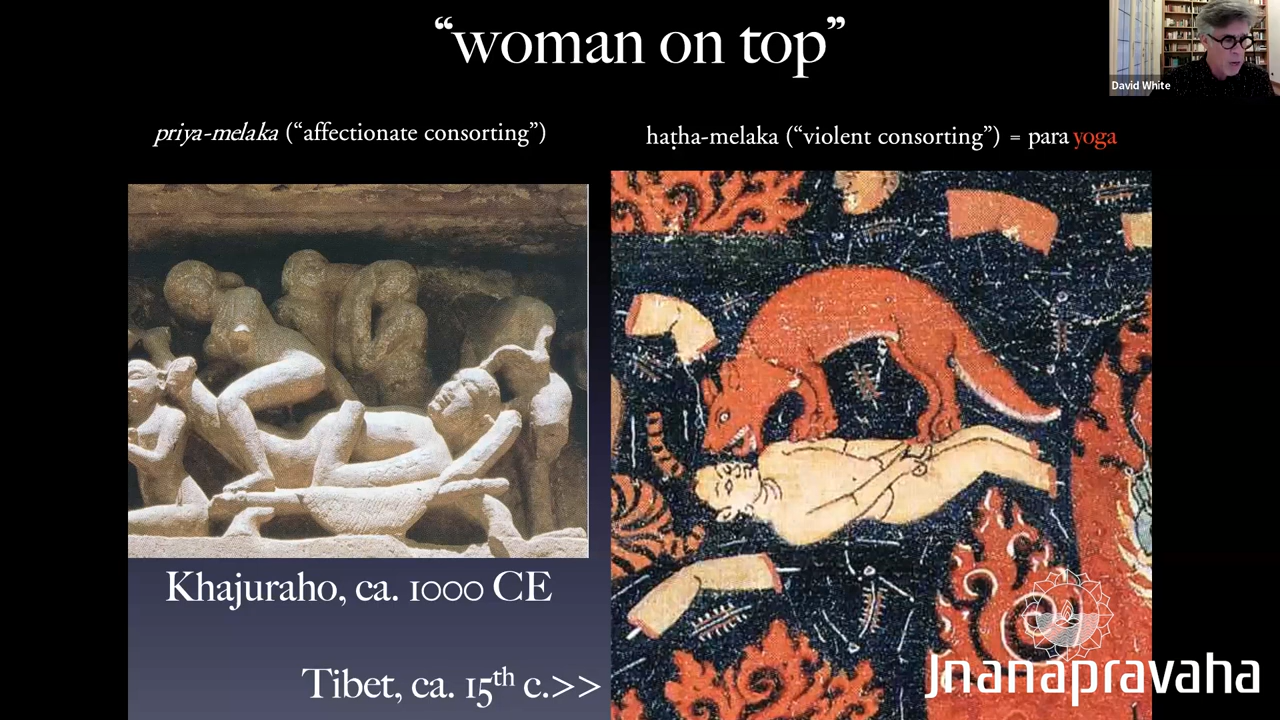 “woman on top”
David White
priya-melaka (“affectionate consorting”)
haṭha-melaka (“violent consorting”) = para yoga
Khajuraho, ca. 1000 CE
Tibet, ca. 15th c.>>
Jnanapravaha